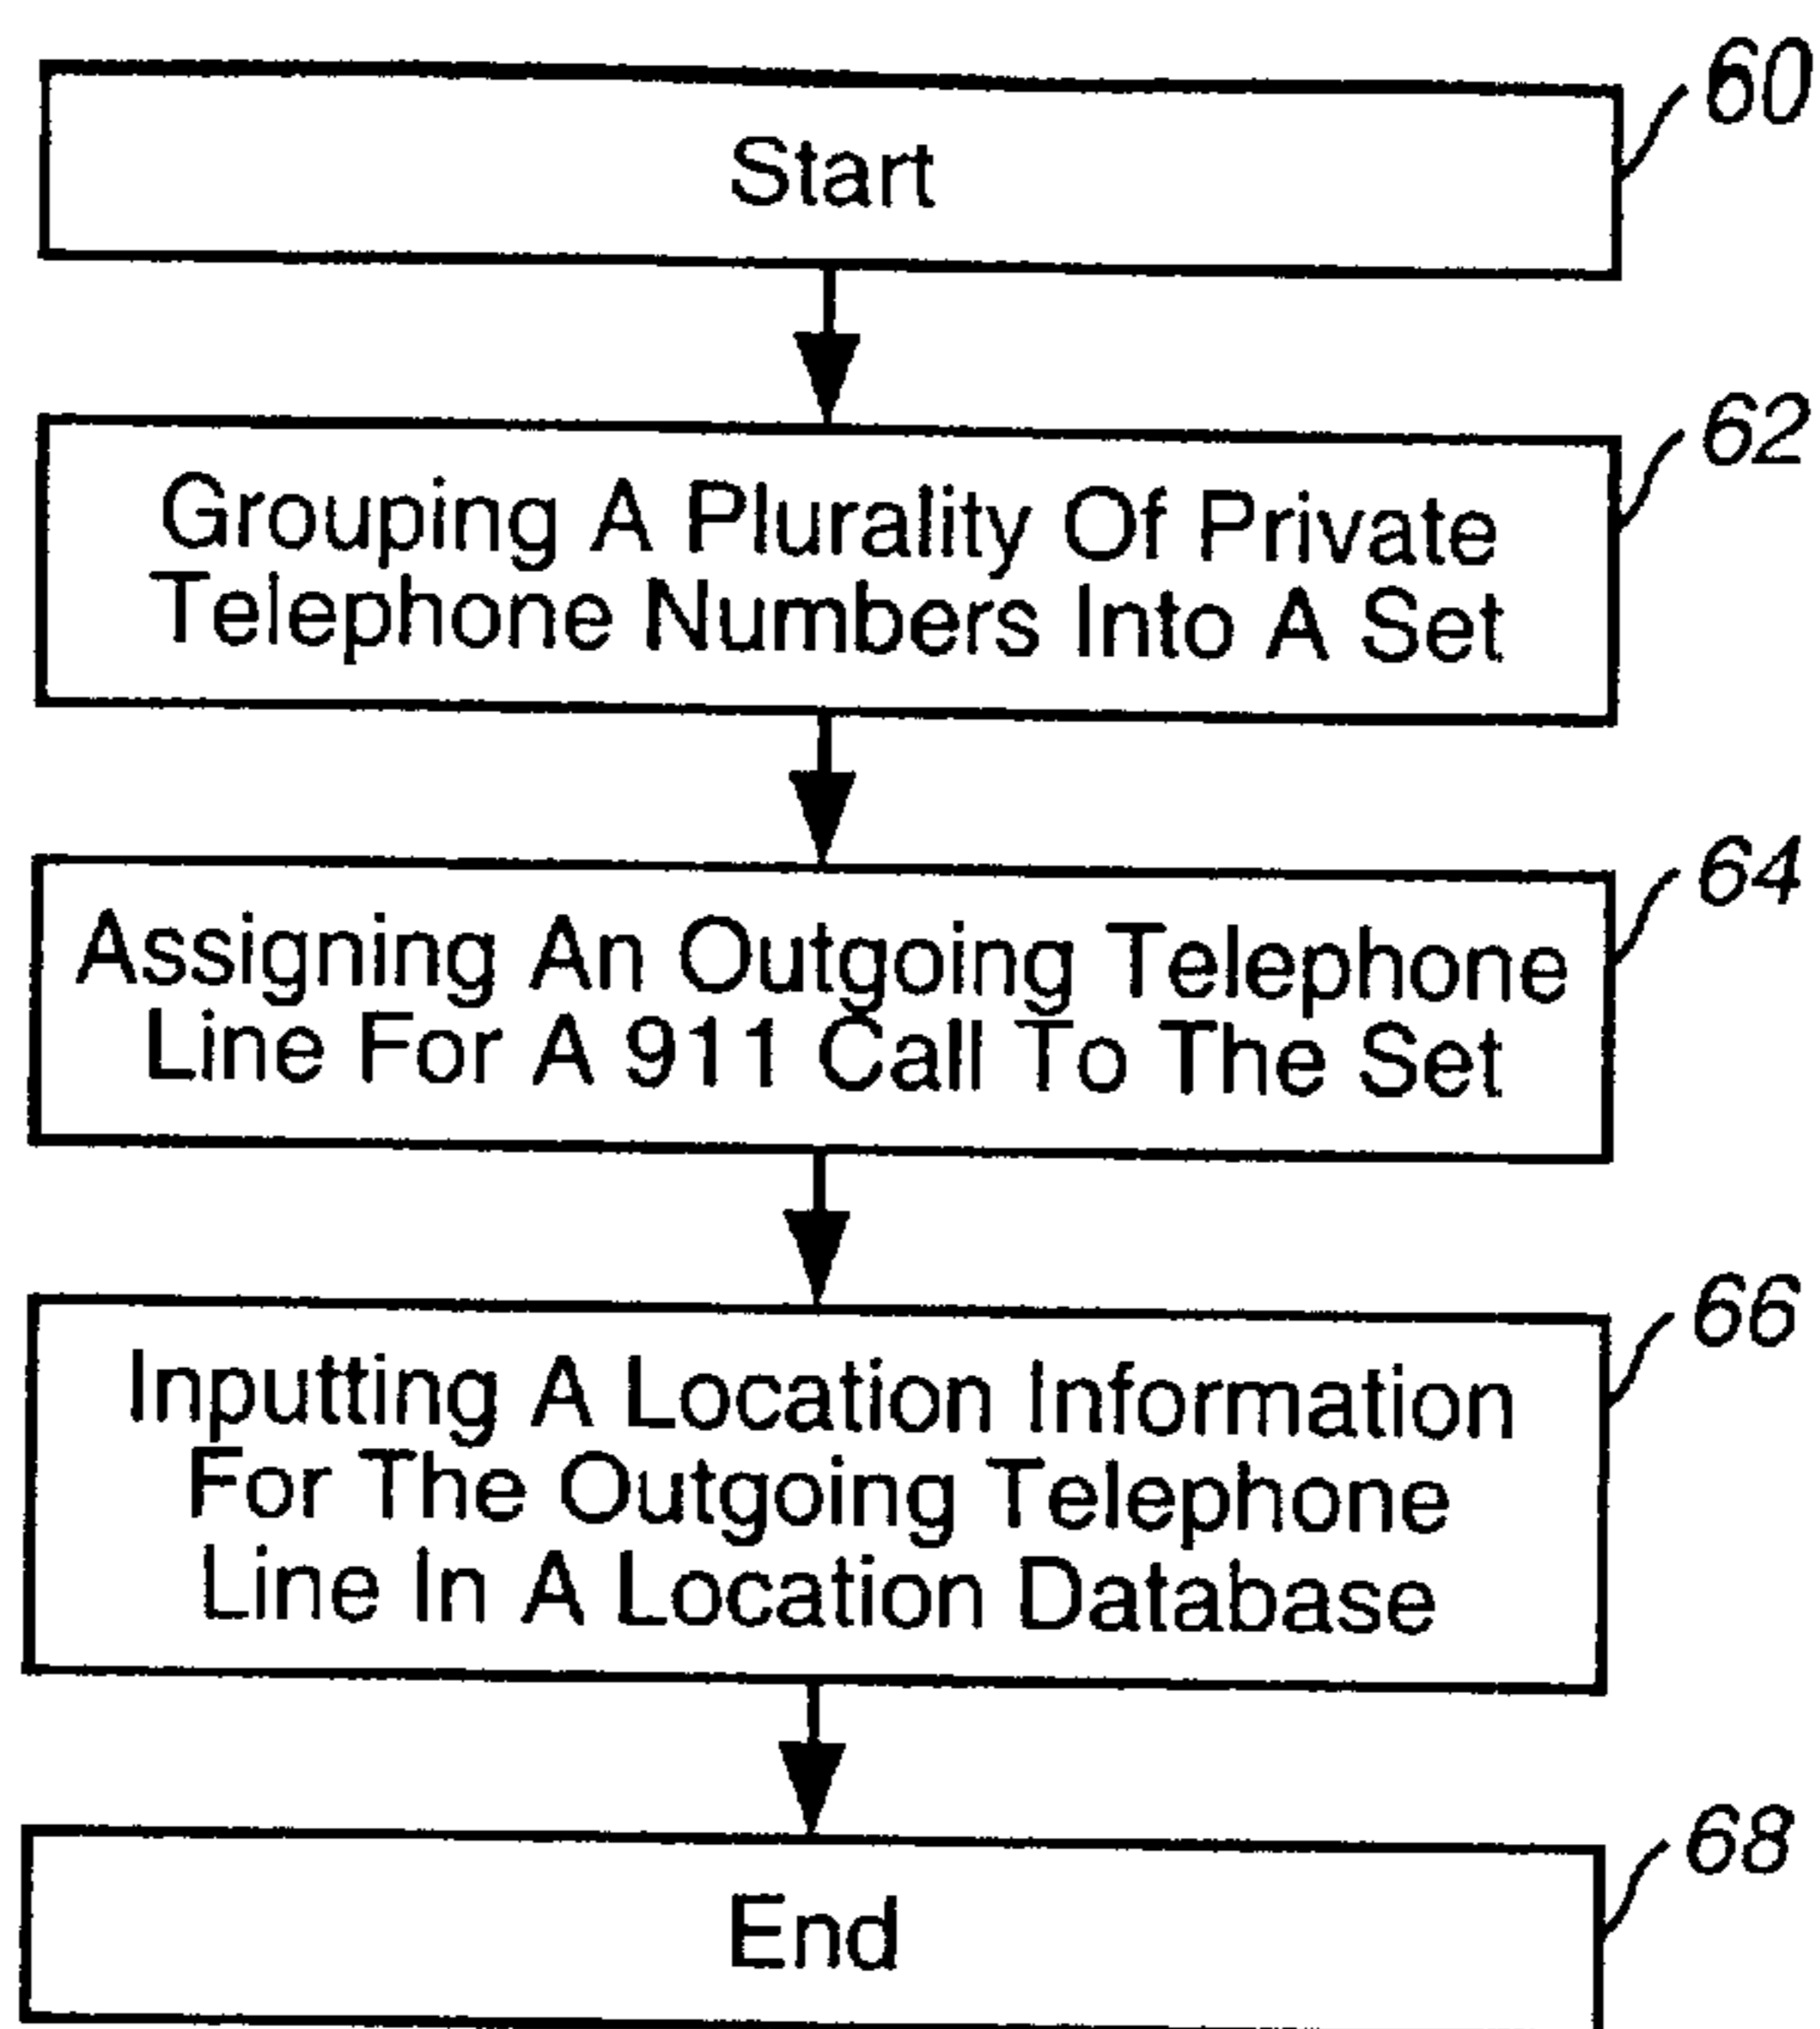 60
Start
62
Grouping A Plurality Of Private
Telephone Numbers Into A Set
64
Assigning An Outgoing Telephone
Line For A 911 Call To The Set
66
Inputting A Location Information
For The Outgoing Telephone
Line In A Location Database
68
End